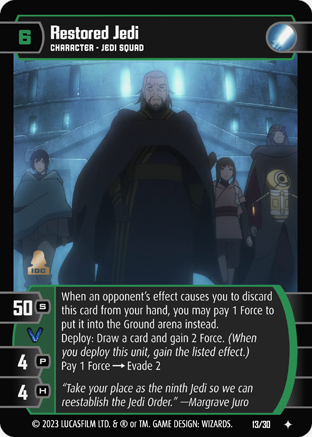 6
Restored Jedi
CHARACTER - JEDI SQUAD
IDC
50 S
4 P
4 H
When an opponent's effect causes you to discard
this card from your hand, you may pay 1 Force to
put it into the Ground arena instead.
Deploy: Draw a card and gain 2 Force. (When
you deploy this unit, gain the listed effect.)
Pay 1 Force → Evade 2
"Take your place as the ninth Jedi so we can
reestablish the Jedi Order." —Margrave Juro
© 2023 LUCASFILM LTD. & ® or TM. GAME DESIGN: WIZARDS.
13/30